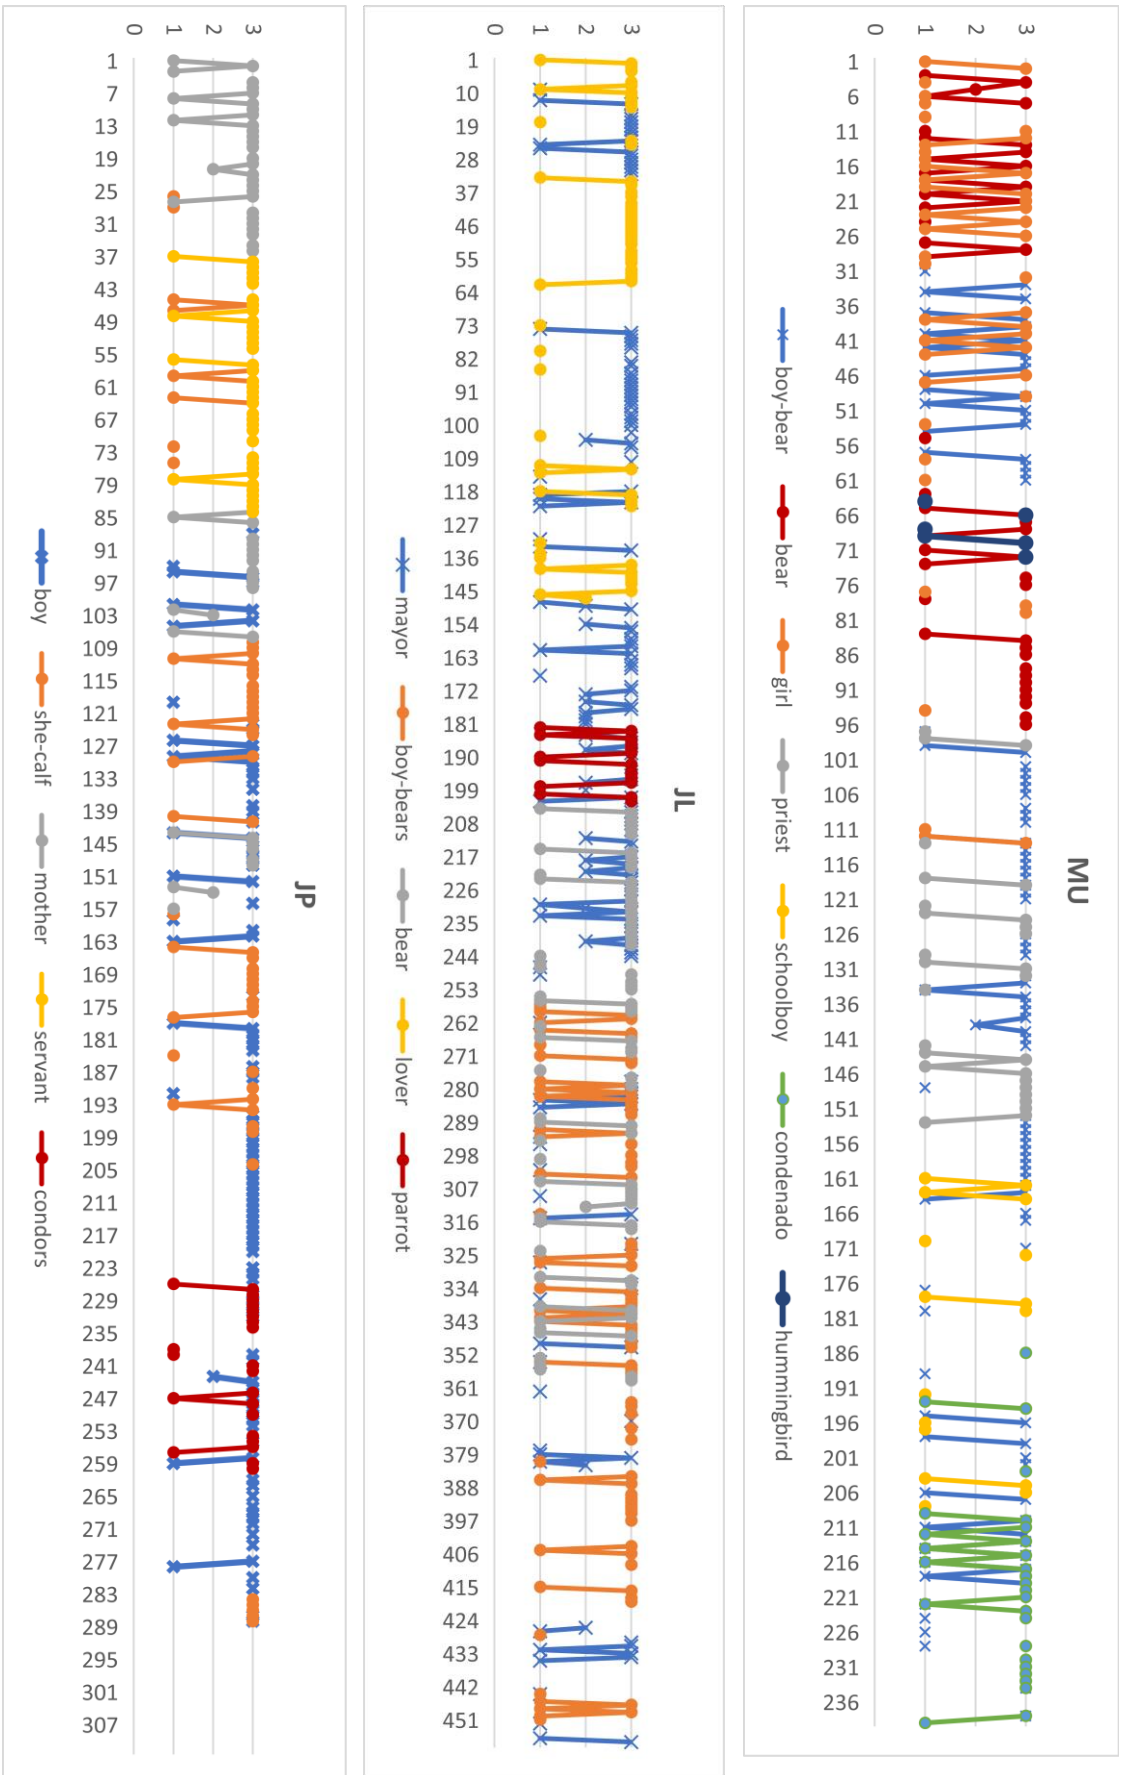 MU
3
2
1
0
1 6 11 16 21 26 31 36 41 46 51 56 61 66 71 76 81 86 91 96 101 106 111 116 121 126 131 136 141 146 151 156 161 166 171 176 181 186 191 196 201 206 211 216 221 226 231 236
boy-bear bear girl priest schoolboy condenado hummingbird
JL
3
2
1
0
1 10 19 28 37 46 55 64 73 82 91 100 109 118 127 136 145 154 163 172 181 190 199 208 217 226 235 244 253 262 271 280 289 298 307 316 325 334 343 352 361 370 379 388 397 406 415 424 433 442 451
mayor boy-bears bear lover parrot
JP
3
2
1
0
1 7 13 19 25 31 37 43 49 55 61 67 73 79 85 91 97 103 109 115 121 127 133 139 145 151 157 163 169 175 181 187 193 199 205 211 217 223 229 235 241 247 253 259 265 271 277 283 289 295 301 307
boy she-calf mother servant condors